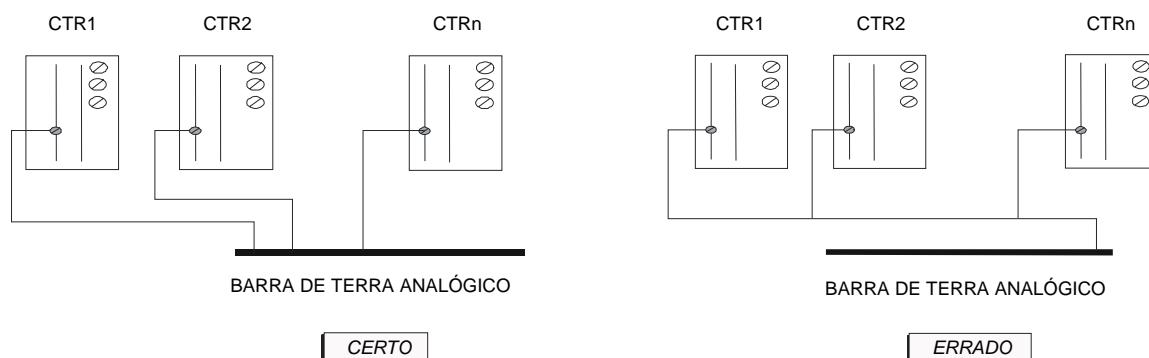 CTR1 CTR2 CTRn
CTR1 CTR2 CTRn
BARRA DE TERRA ANALÓGICO
BARRA DE TERRA ANALÓGICO
CERTO
ERRADO